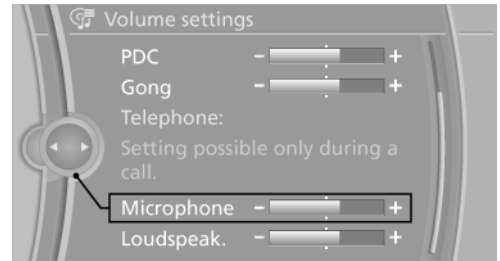 Volume settings
PDC - +
Gong - +
Telephone:
Setting possible only during a
call.
Microphone - +
Loudspeak. - +